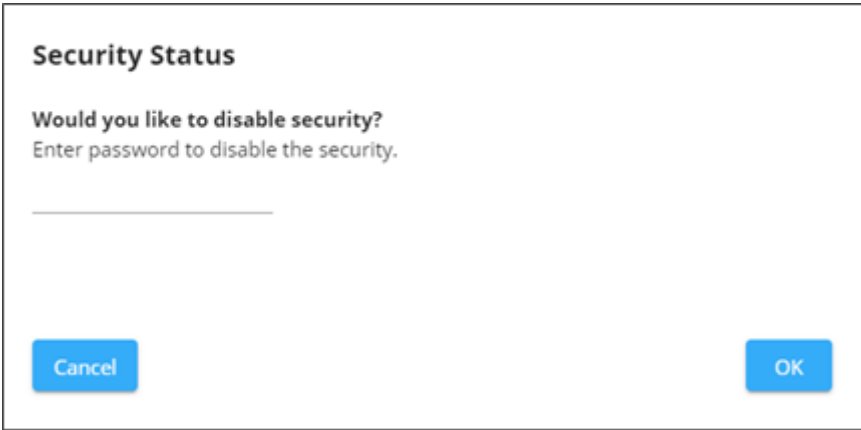 Security Status
Would you like to disable security?
Enter password to disable the security.
Cancel
OK